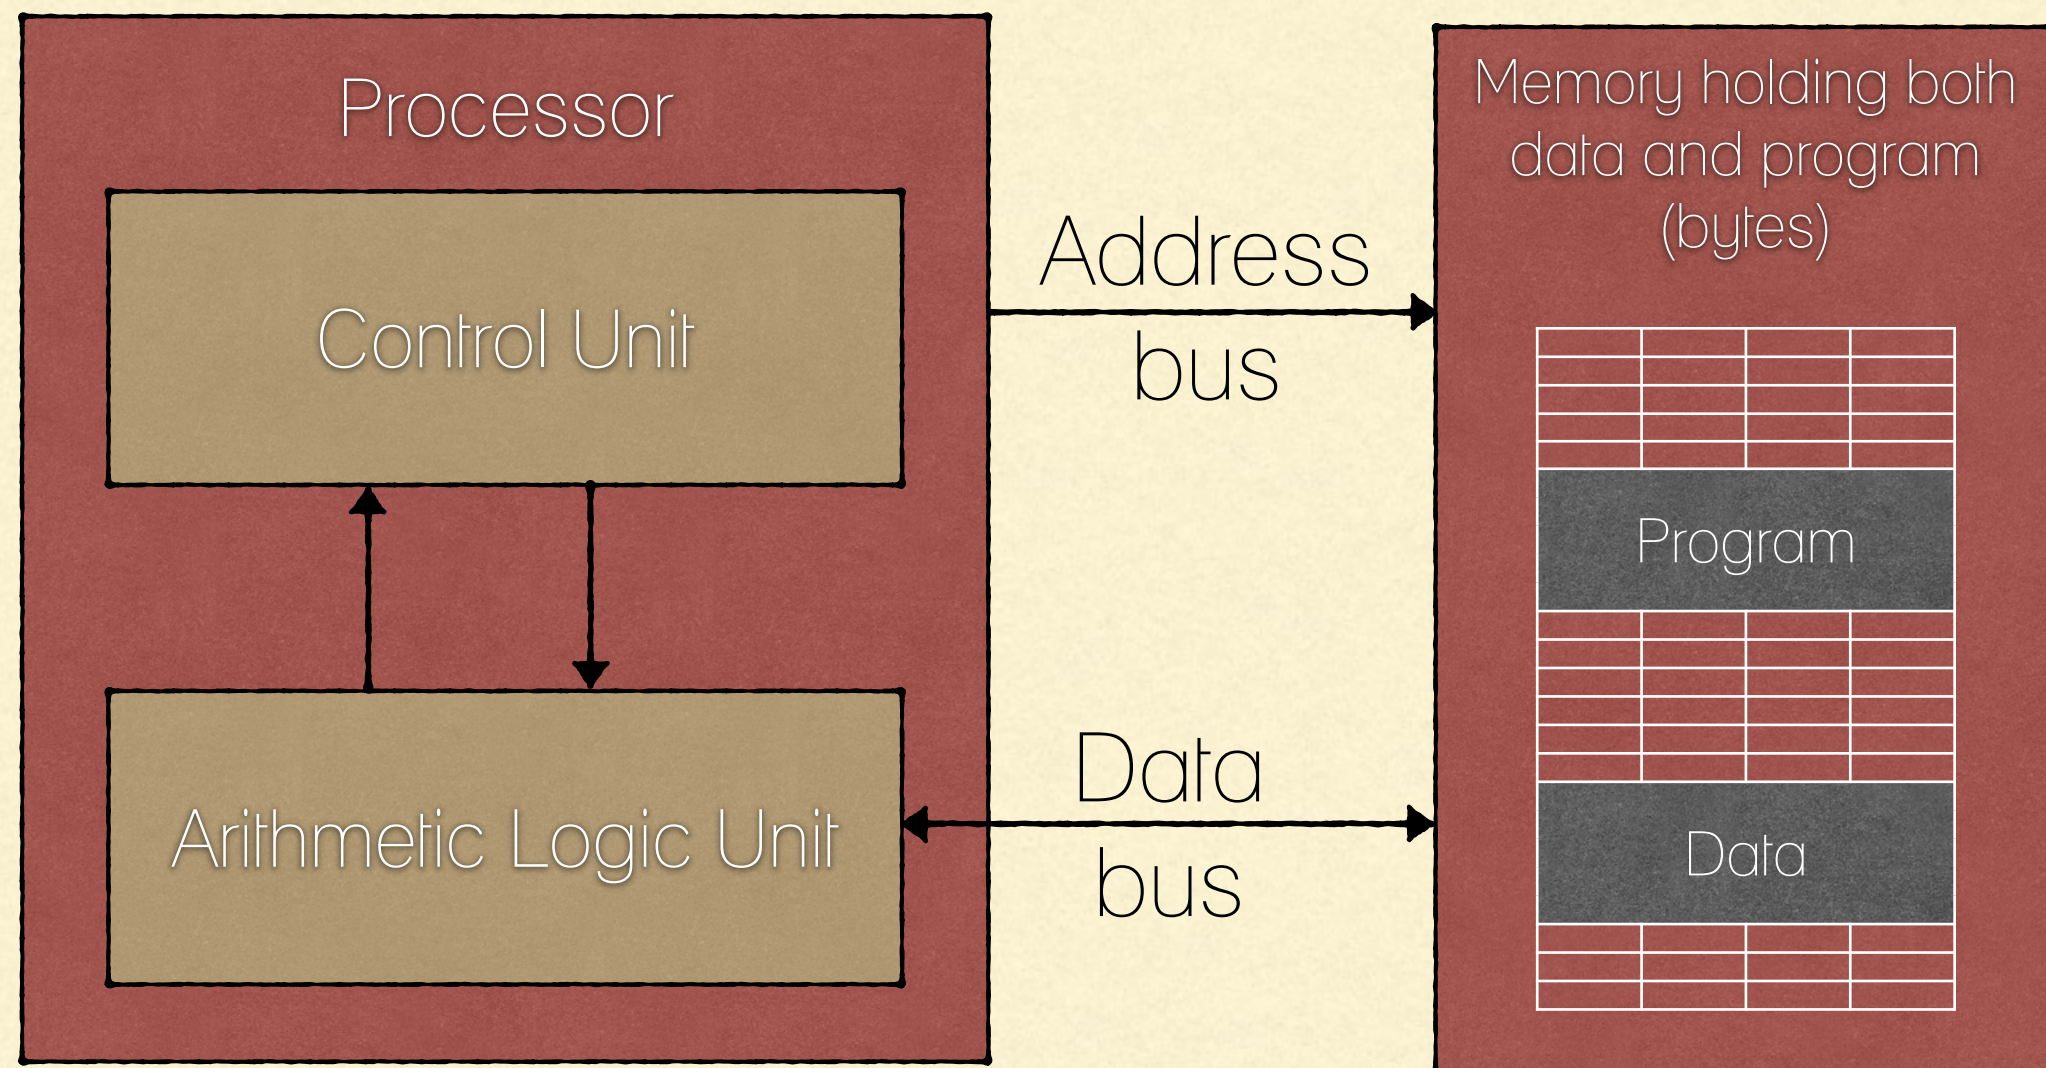 Processor
Control Unit
Arithmetic Logic Unit
Address
bus
Data
bus
Memory holding both
data and program
(bytes)
Program
Data